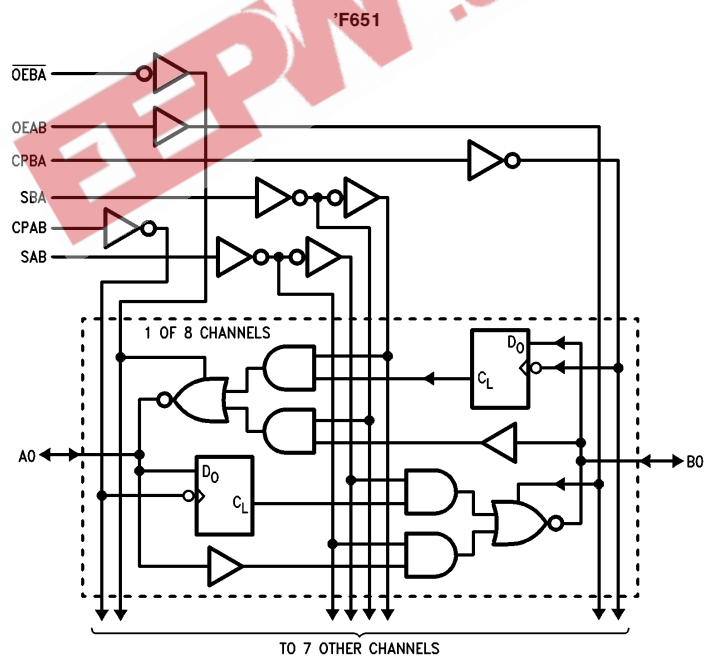 'F651
EEPW
O̅E̅B̅A̅
OEAB
CPBA
SBA
CPAB
SAB
1 OF 8 CHANNELS
D0
CL
A0
B0
D0
CL
TO 7 OTHER CHANNELS